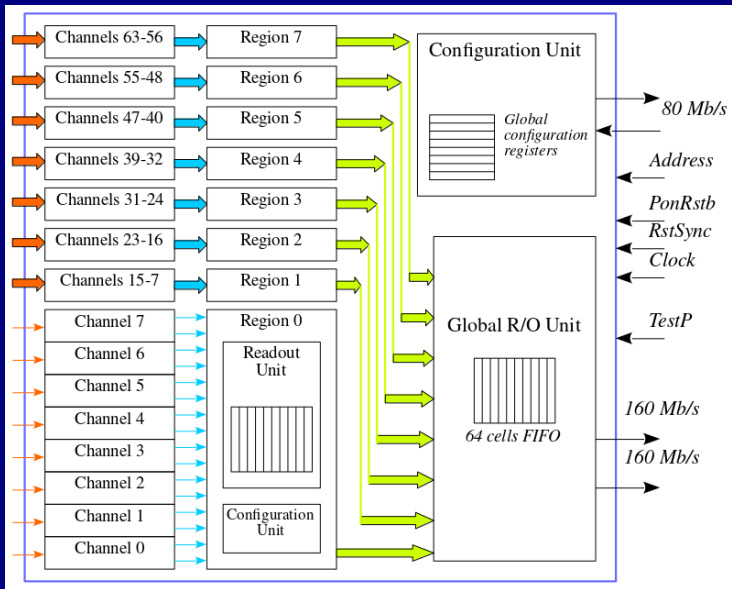 Channels 63-56
Region 7
Channels 55-48
Region 6
Channels 47-40
Region 5
Channels 39-32
Region 4
Channels 31-24
Region 3
Channels 23-16
Region 2
Channels 15-7
Region 1
Channel 7
Channel 6
Channel 5
Channel 4
Channel 3
Channel 2
Channel 1
Channel 0
Region 0
Readout
Unit
Configuration
Unit
Configuration Unit
Global
configuration
registers
Global R/O Unit
64 cells FIFO
80 Mb/s
Address
PonRstb
RstSync
Clock
TestP
160 Mb/s
160 Mb/s